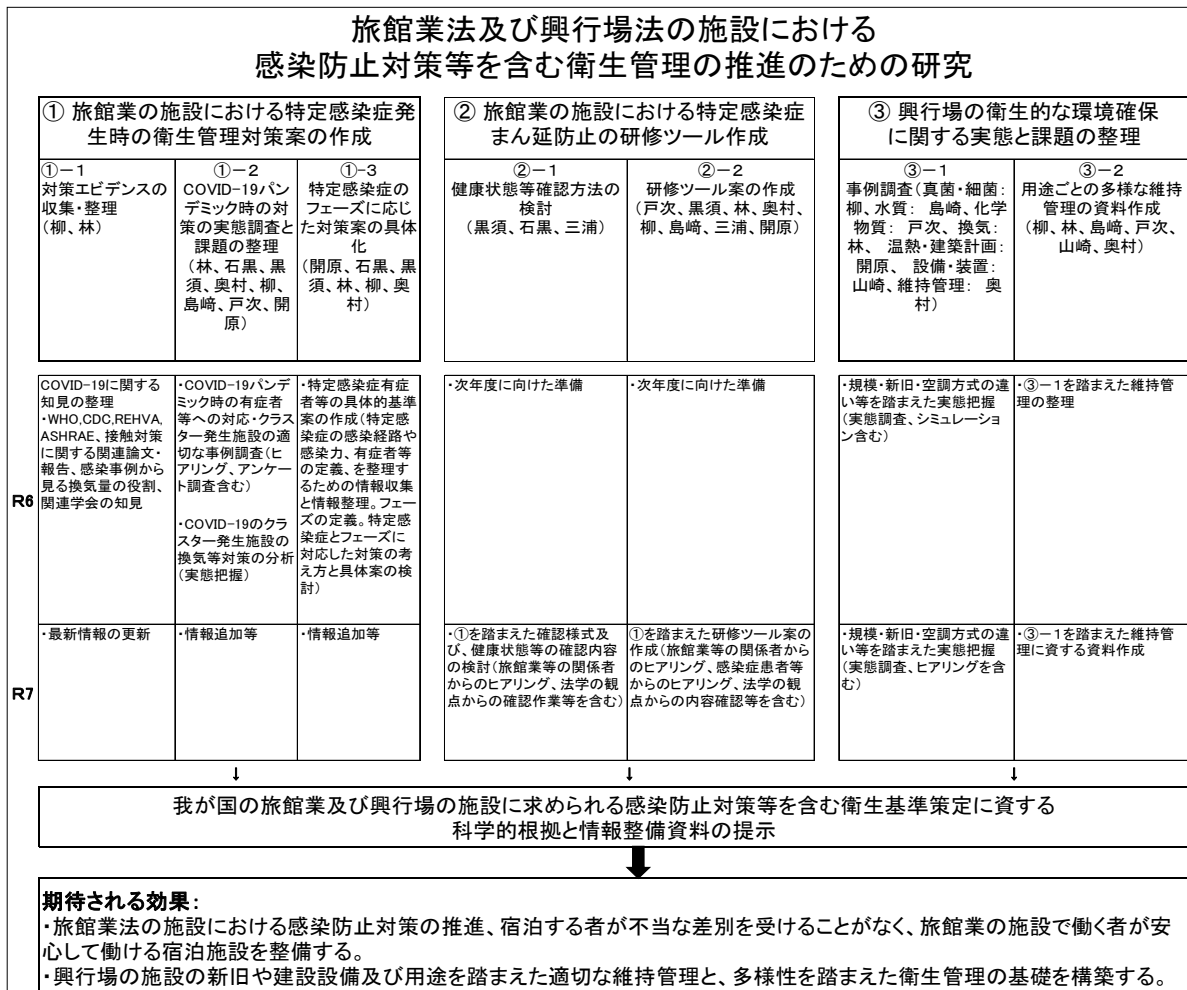 旅館業法及び興行場法の施設における
感染防止対策等を含む衛生管理の推進のための研究
① 旅館業の施設における特定感染症発
生時の衛生管理対策案の作成
①−1
対策エビデンスの
収集・整理
(柳、林)
①−2
COVID-19パン
デミック時の対
策の実態調査と
課題の整理
(林、石黒、黒
須、奥村、柳、
島﨑、戸次、開
原)
①-3
特定感染症の
フェーズに応じ
た対策案の具体
化
(開原、石黒、黒
須、林、柳、奥
村)
② 旅館業の施設における特定感染症
まん延防止の研修ツール作成
②−1
健康状態等確認方法の
検討
(黒須、石黒、三浦)
②−2
研修ツール案の作成
(戸次、黒須、林、奥村、
柳、島﨑、三浦、開原)
③ 興行場の衛生的な環境確保
に関する実態と課題の整理
③−1
事例調査(真菌・細菌:
柳、水質: 島崎、化学
物質: 戸次、換気:
林、 温熱・建築計画:
開原、 設備・装置:
山崎、維持管理: 奥
村)
③−2
用途ごとの多様な維持
管理の資料作成
(柳、林、島﨑、戸次、
山崎、奥村)
R6
COVID-19に関する
知見の整理
・WHO,CDC,REHVA,
ASHRAE、接触対策
に関する関連論文・
報告、感染事例から
見る換気量の役割、
関連学会の知見
・COVID-19パンデ
ミック時の有症者
等への対応・クラス
ター発生施設の適
切な事例調査(ヒ
アリング、アンケー
ト調査含む)
・COVID-19のクラ
スター発生施設の
換気等対策の分析
(実態把握)
・特定感染症有症
者等の具体的基準
案の作成(特定感
染症の感染経路や
感染力、有症者等
の定義、を整理す
るための情報収集
と情報整理。フェー
ズの定義。特定感
染症とフェーズに
対応した対策の考
え方と具体案の検
討)
・次年度に向けた準備
・次年度に向けた準備
・規模・新旧・空調方式の違
い等を踏まえた実態把握
(実態調査、シミュレーショ
ン含む)
・③−1を踏まえた維持管
理の整理
R7
・最新情報の更新
・情報追加等
・情報追加等
・①を踏まえた確認様式及
び、健康状態等の確認内容
の検討(旅館業等の関係者
からのヒアリング、法学の観
点からの確認作業等を含む)
①を踏まえた研修ツール案の
作成(旅館業等の関係者から
のヒアリング、感染症患者等
からのヒアリング、法学の観
点からの内容確認等を含む)
・規模・新旧・空調方式の違
い等を踏まえた実態把握
(実態調査、ヒアリングを含
む)
・③−1を踏まえた維持管
理に資する資料作成
↓
↓
↓
我が国の旅館業及び興行場の施設に求められる感染防止対策等を含む衛生基準策定に資する
科学的根拠と情報整備資料の提示
期待される効果:
・旅館業法の施設における感染防止対策の推進、宿泊する者が不当な差別を受けることがなく、旅館業の施設で働く者が安
心して働ける宿泊施設を整備する。
・興行場の施設の新旧や建設設備及び用途を踏まえた適切な維持管理と、多様性を踏まえた衛生管理の基礎を構築する。